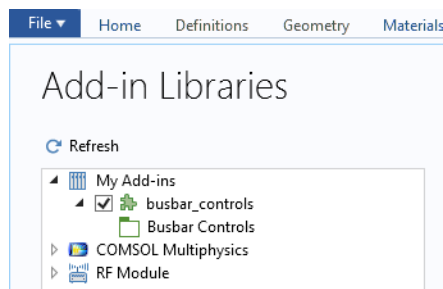 File Home Definitions Geometry Materials
Add-in Libraries
Refresh
My Add-ins
busbar_controls
Busbar Controls
COMSOL Multiphysics
RF Module